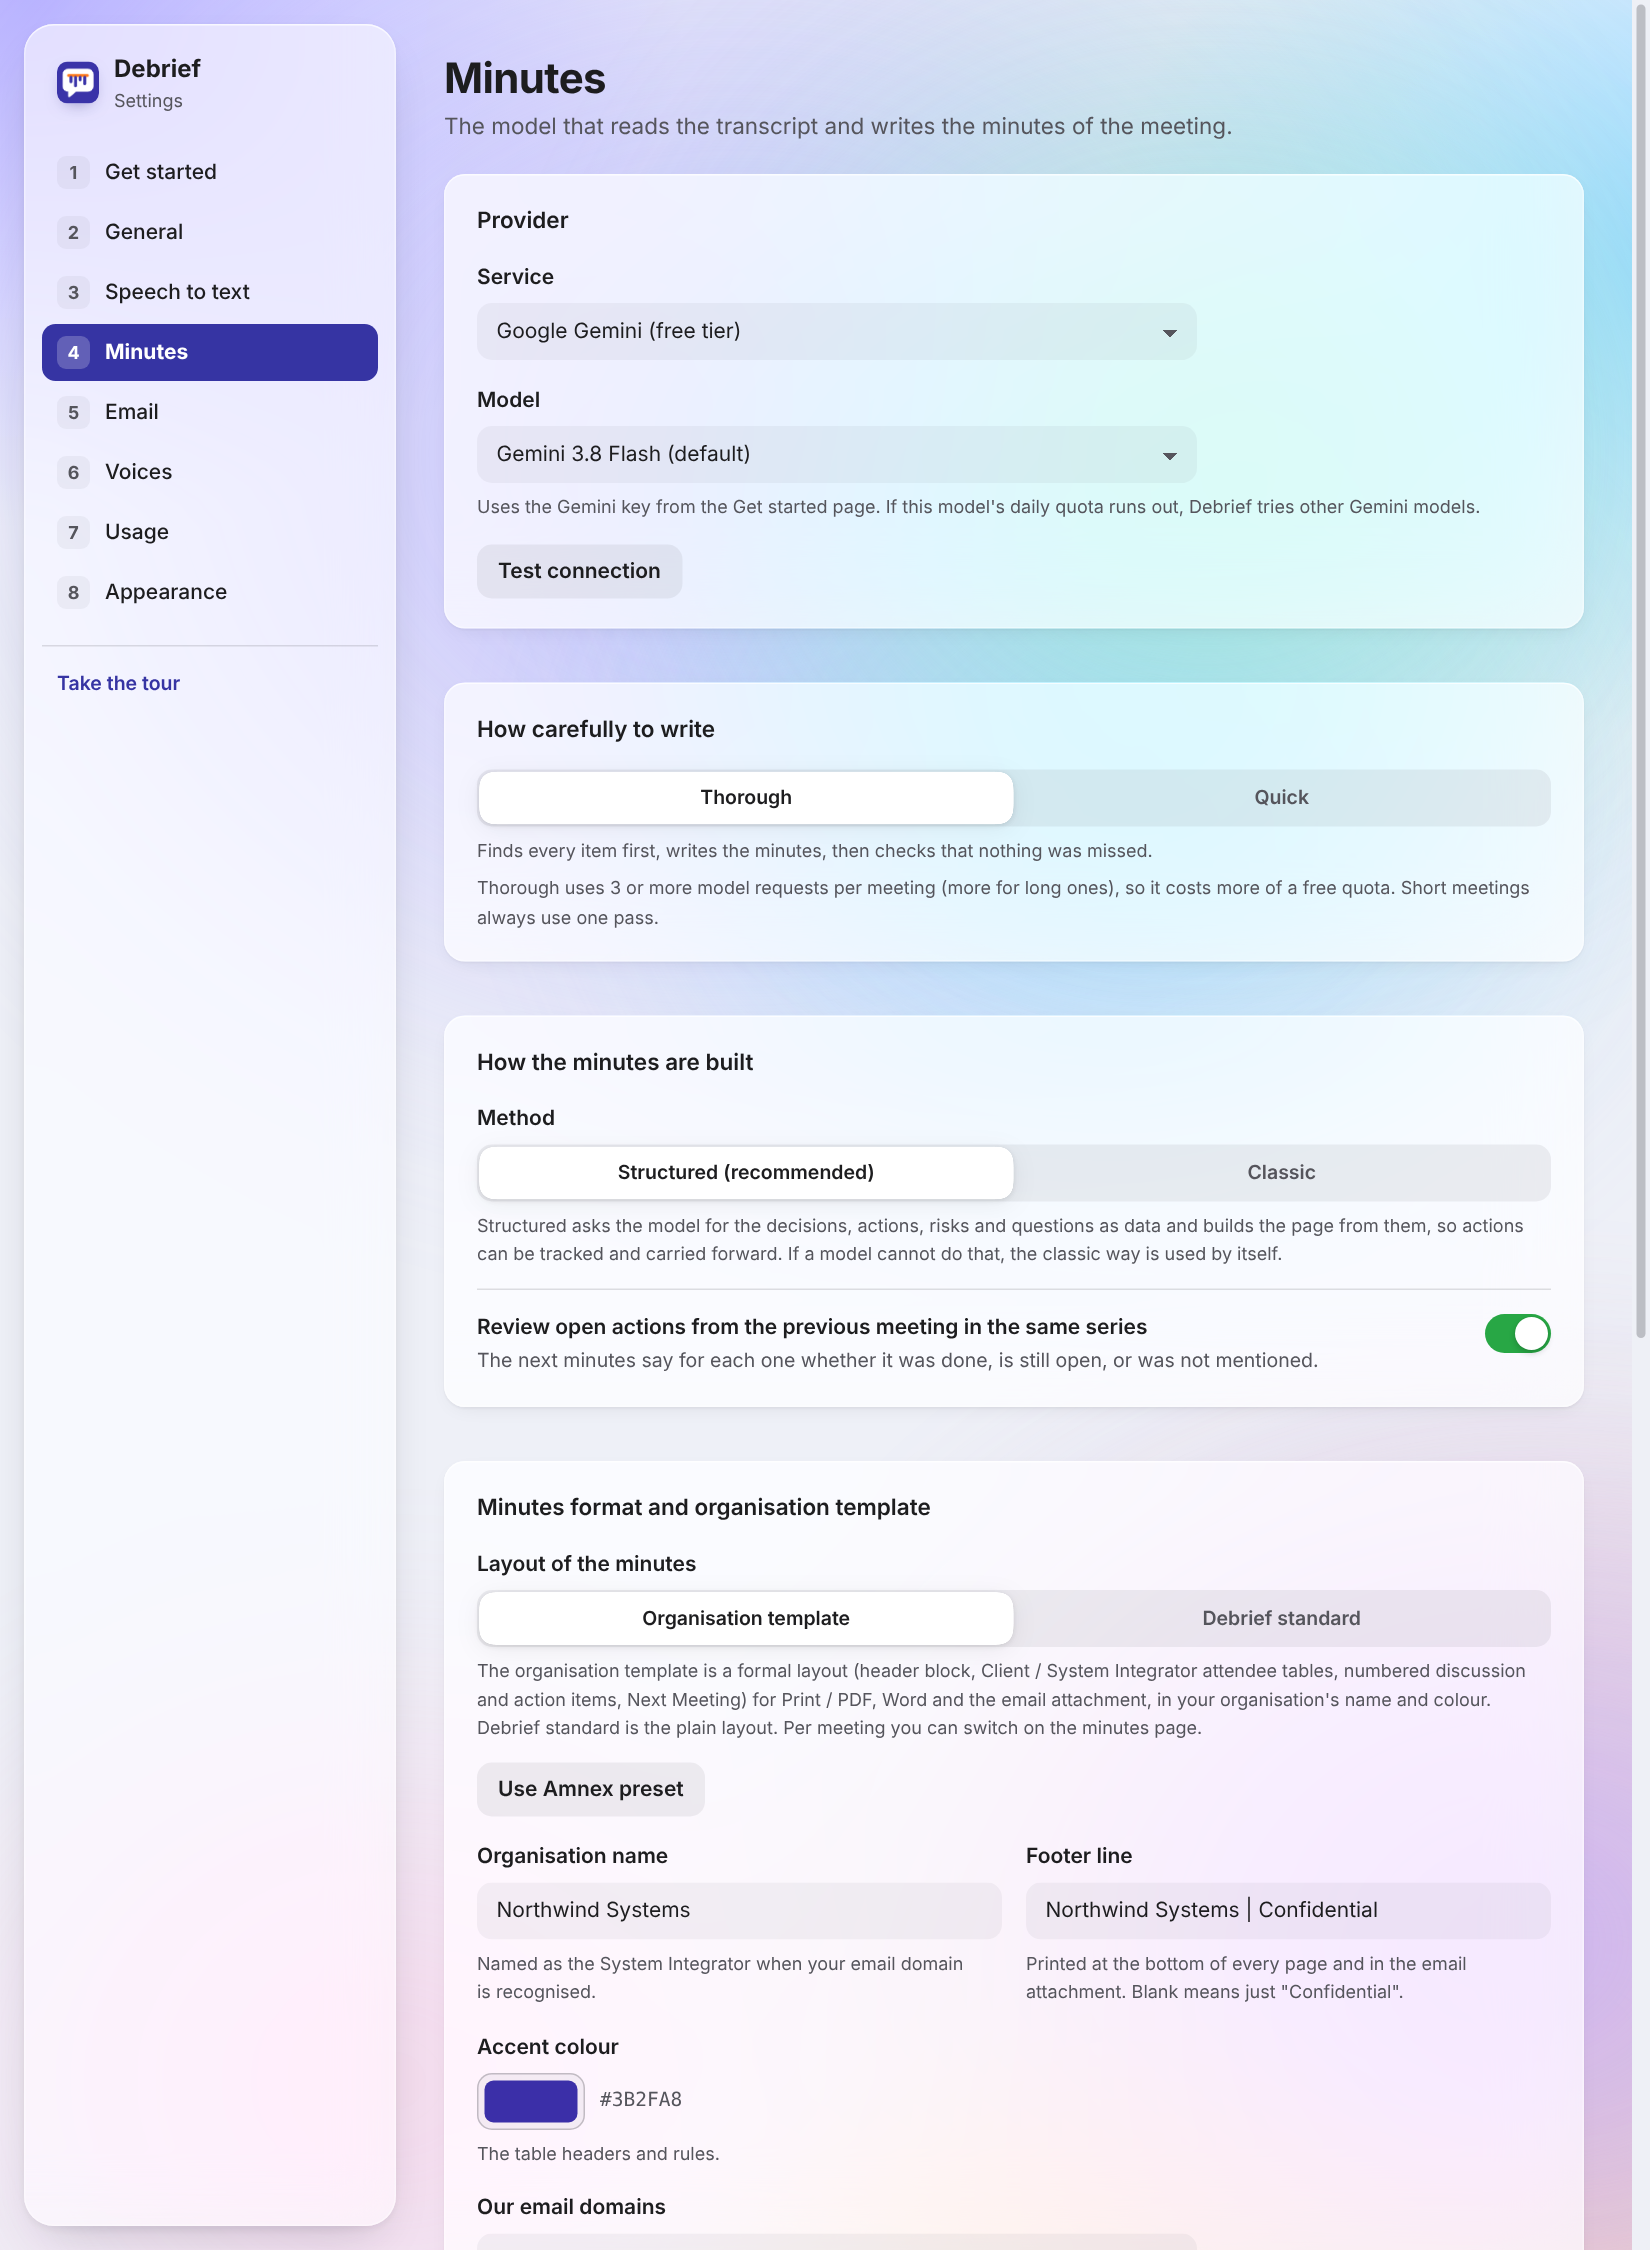 Debrief
Settings
1 Get started
2 General
3 Speech to text
4 Minutes
5 Email
6 Voices
7 Usage
8 Appearance
Take the tour
Minutes
The model that reads the transcript and writes the minutes of the meeting.
Provider
Service
Google Gemini (free tier)
Model
Gemini 3.8 Flash (default)
Uses the Gemini key from the Get started page. If this model's daily quota runs out, Debrief tries other Gemini models.
Test connection
How carefully to write
Thorough Quick
Finds every item first, writes the minutes, then checks that nothing was missed.
Thorough uses 3 or more model requests per meeting (more for long ones), so it costs more of a free quota. Short meetings
always use one pass.
How the minutes are built
Method
Structured (recommended) Classic
Structured asks the model for the decisions, actions, risks and questions as data and builds the page from them, so actions
can be tracked and carried forward. If a model cannot do that, the classic way is used by itself.
Review open actions from the previous meeting in the same series
The next minutes say for each one whether it was done, is still open, or was not mentioned.
Minutes format and organisation template
Layout of the minutes
Organisation template Debrief standard
The organisation template is a formal layout (header block, Client / System Integrator attendee tables, numbered discussion
and action items, Next Meeting) for Print / PDF, Word and the email attachment, in your organisation's name and colour.
Debrief standard is the plain layout. Per meeting you can switch on the minutes page.
Use Amnex preset
Organisation name
Northwind Systems
Named as the System Integrator when your email domain
is recognised.
Footer line
Northwind Systems | Confidential
Printed at the bottom of every page and in the email
attachment. Blank means just "Confidential".
Accent colour
#3B2FA8
The table headers and rules.
Our email domains